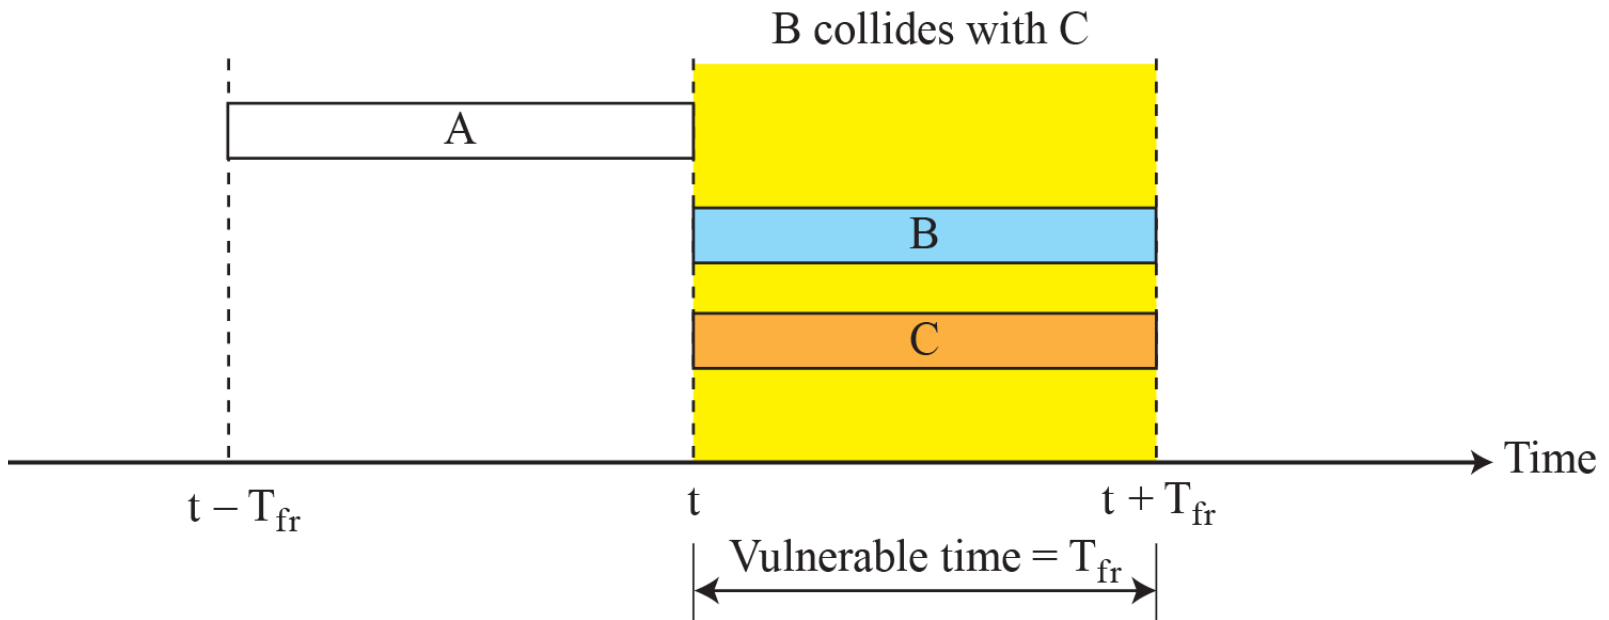 B collides with C
A
B
C
Time
t – Tfr
t
t + Tfr
Vulnerable time = Tfr